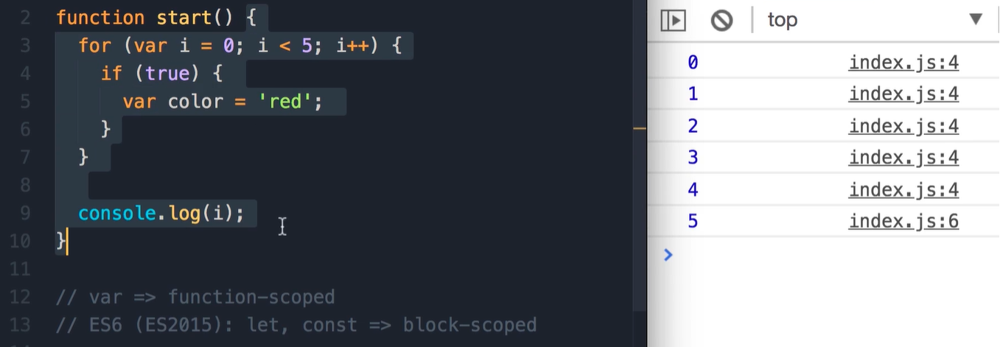 2 function start() {
3 for (var i = 0; i < 5; i++) {
4 if (true) {
5 var color = 'red';
6 }
7 }
8
9 console.log(i);
10 }
11
12 // var => function-scoped
13 // ES6 (ES2015): let, const => block-scoped
top
0 index.js:4
1 index.js:4
2 index.js:4
3 index.js:4
4 index.js:4
5 index.js:6